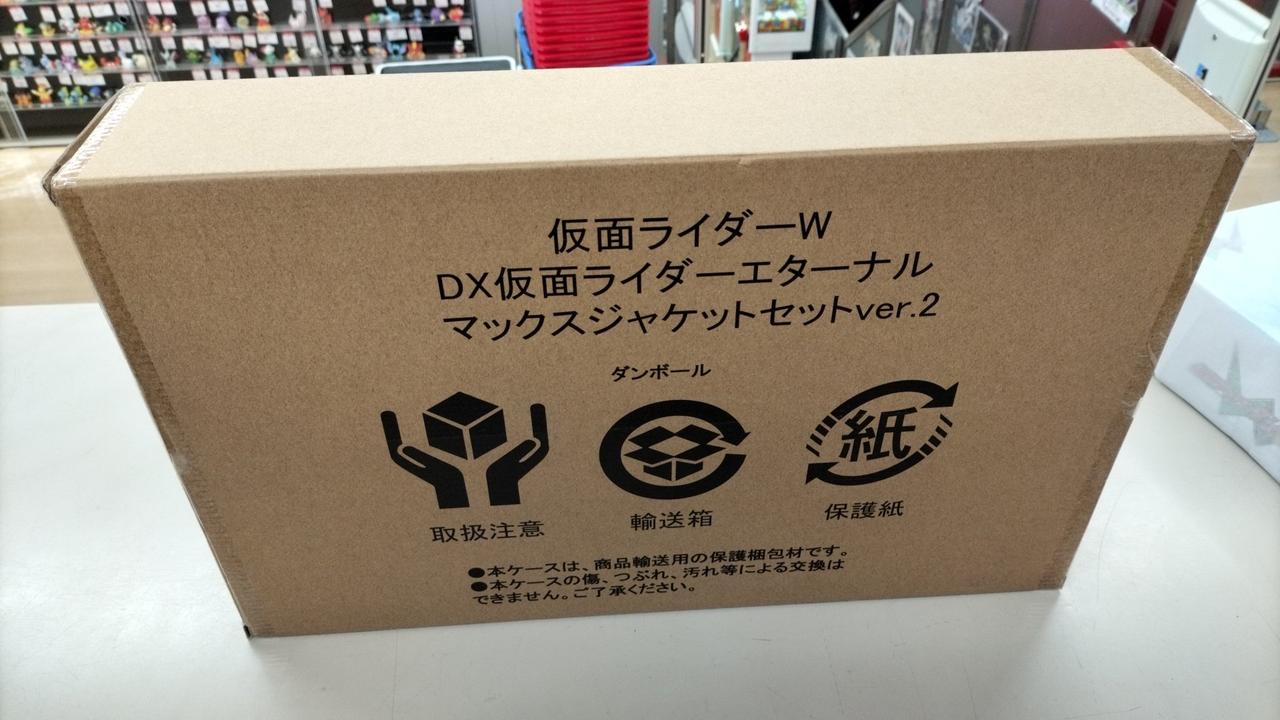 仮面ライダーW
DX仮面ライダーエターナル
マックスジャケットセットver.2
ダンボール
紙
取扱注意
輸送箱
保護紙
●本ケースは、商品輸送用の保護梱包材です。
●本ケースの傷、つぶれ、汚れ等による交換は
できません。ご了承ください。